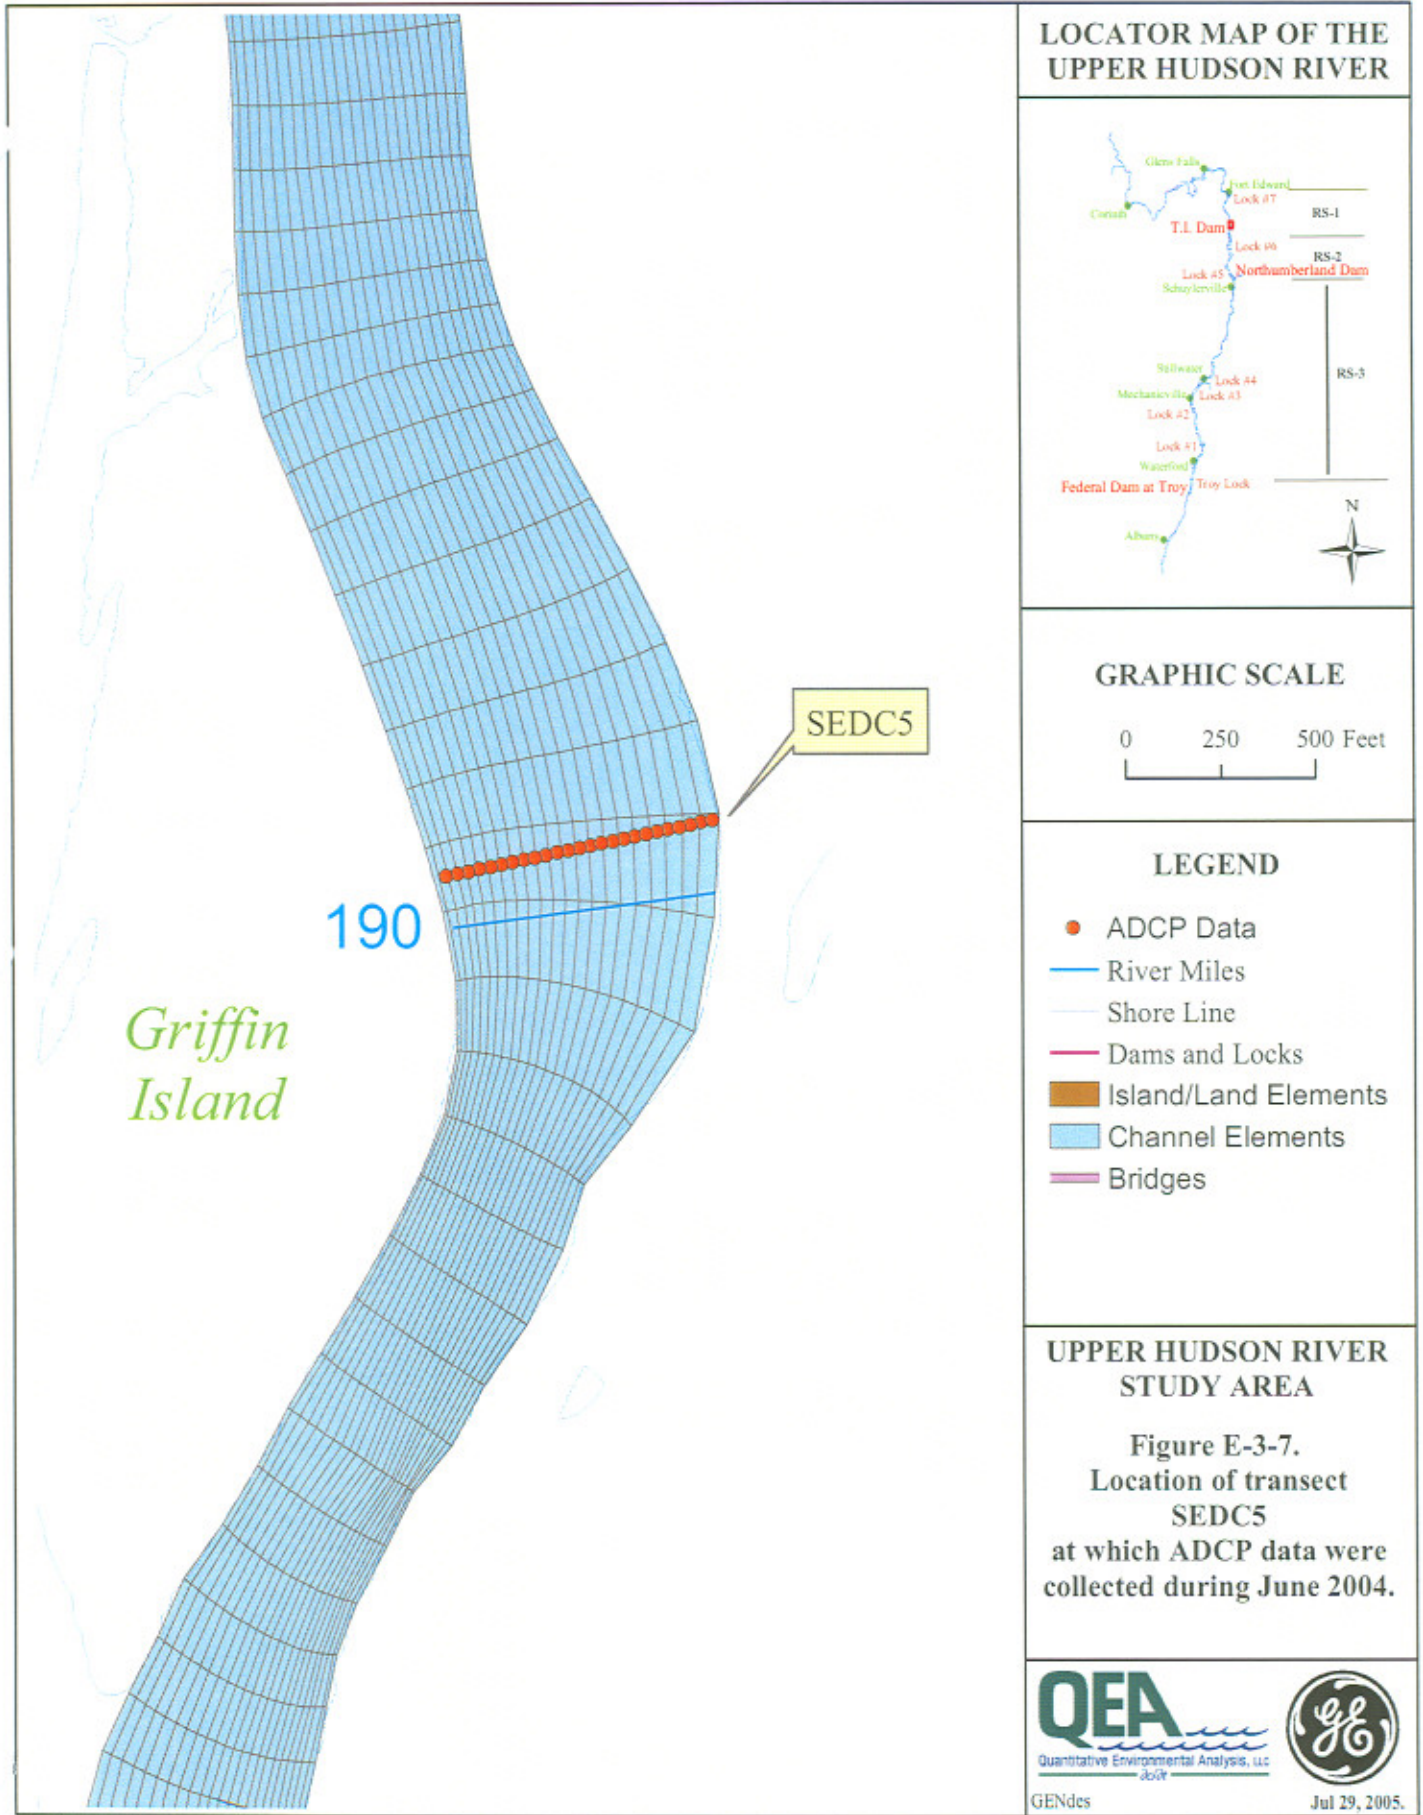 LOCATOR MAP OF THE
UPPER HUDSON RIVER
Glens Falls
Fort Edward
Lock #7
Corinth
RS-1
T.I. Dam
Lock #6
RS-2
Lock #5
Northumberland Dam
Schuylerville
Stillwater
Lock #4
RS-3
Mechanicville
Lock #3
Lock #2
Lock #1
Waterford
Federal Dam at Troy
Troy Lock
N
Albany
GRAPHIC SCALE
0 250 500 Feet
SEDC5
190
Griffin
Island
LEGEND
ADCP Data
River Miles
Shore Line
Dams and Locks
Island/Land Elements
Channel Elements
Bridges
UPPER HUDSON RIVER
STUDY AREA
Figure E-3-7.
Location of transect
SEDC5
at which ADCP data were
collected during June 2004.
QEA
Quantitative Environmental Analysis, LLC
GE
GENdes
Jul 29, 2005.